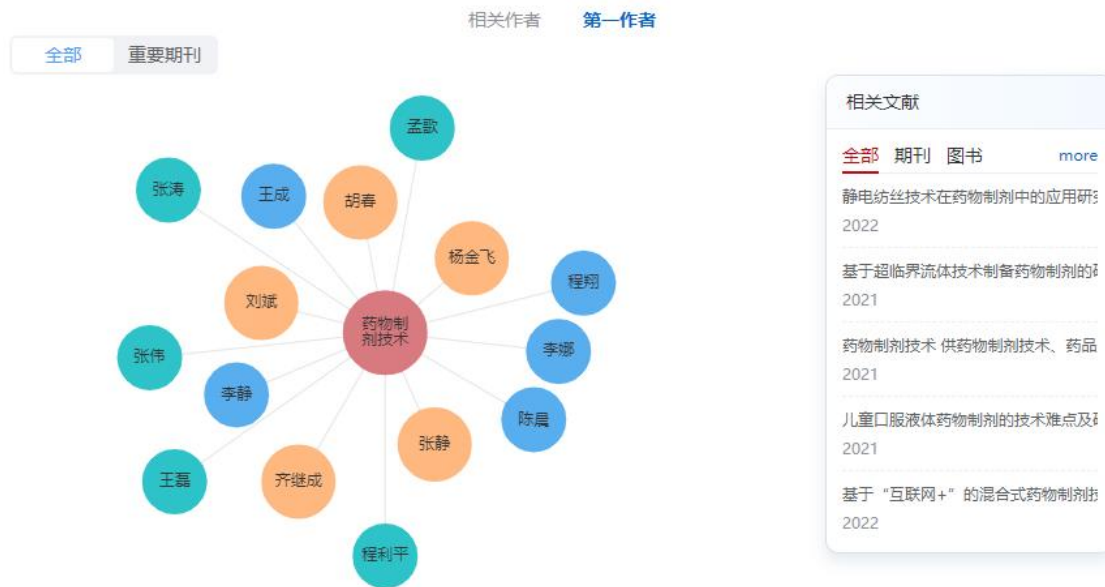 相关作者 第一作者
全部 重要期刊
孟歌
张涛
王成
胡春
杨金飞
程翔
刘斌
药物制
剂技术
李娜
张伟
李静
陈晨
张静
王磊
齐继成
程利平
相关文献
全部 期刊 图书 more
静电纺丝技术在药物制剂中的应用研
2022
基于超临界流体技术制备药物制剂的
2021
药物制剂技术 供药物制剂技术、药品
2021
儿童口服液体药物制剂的技术难点及
2021
基于“互联网+”的混合式药物制剂
2022